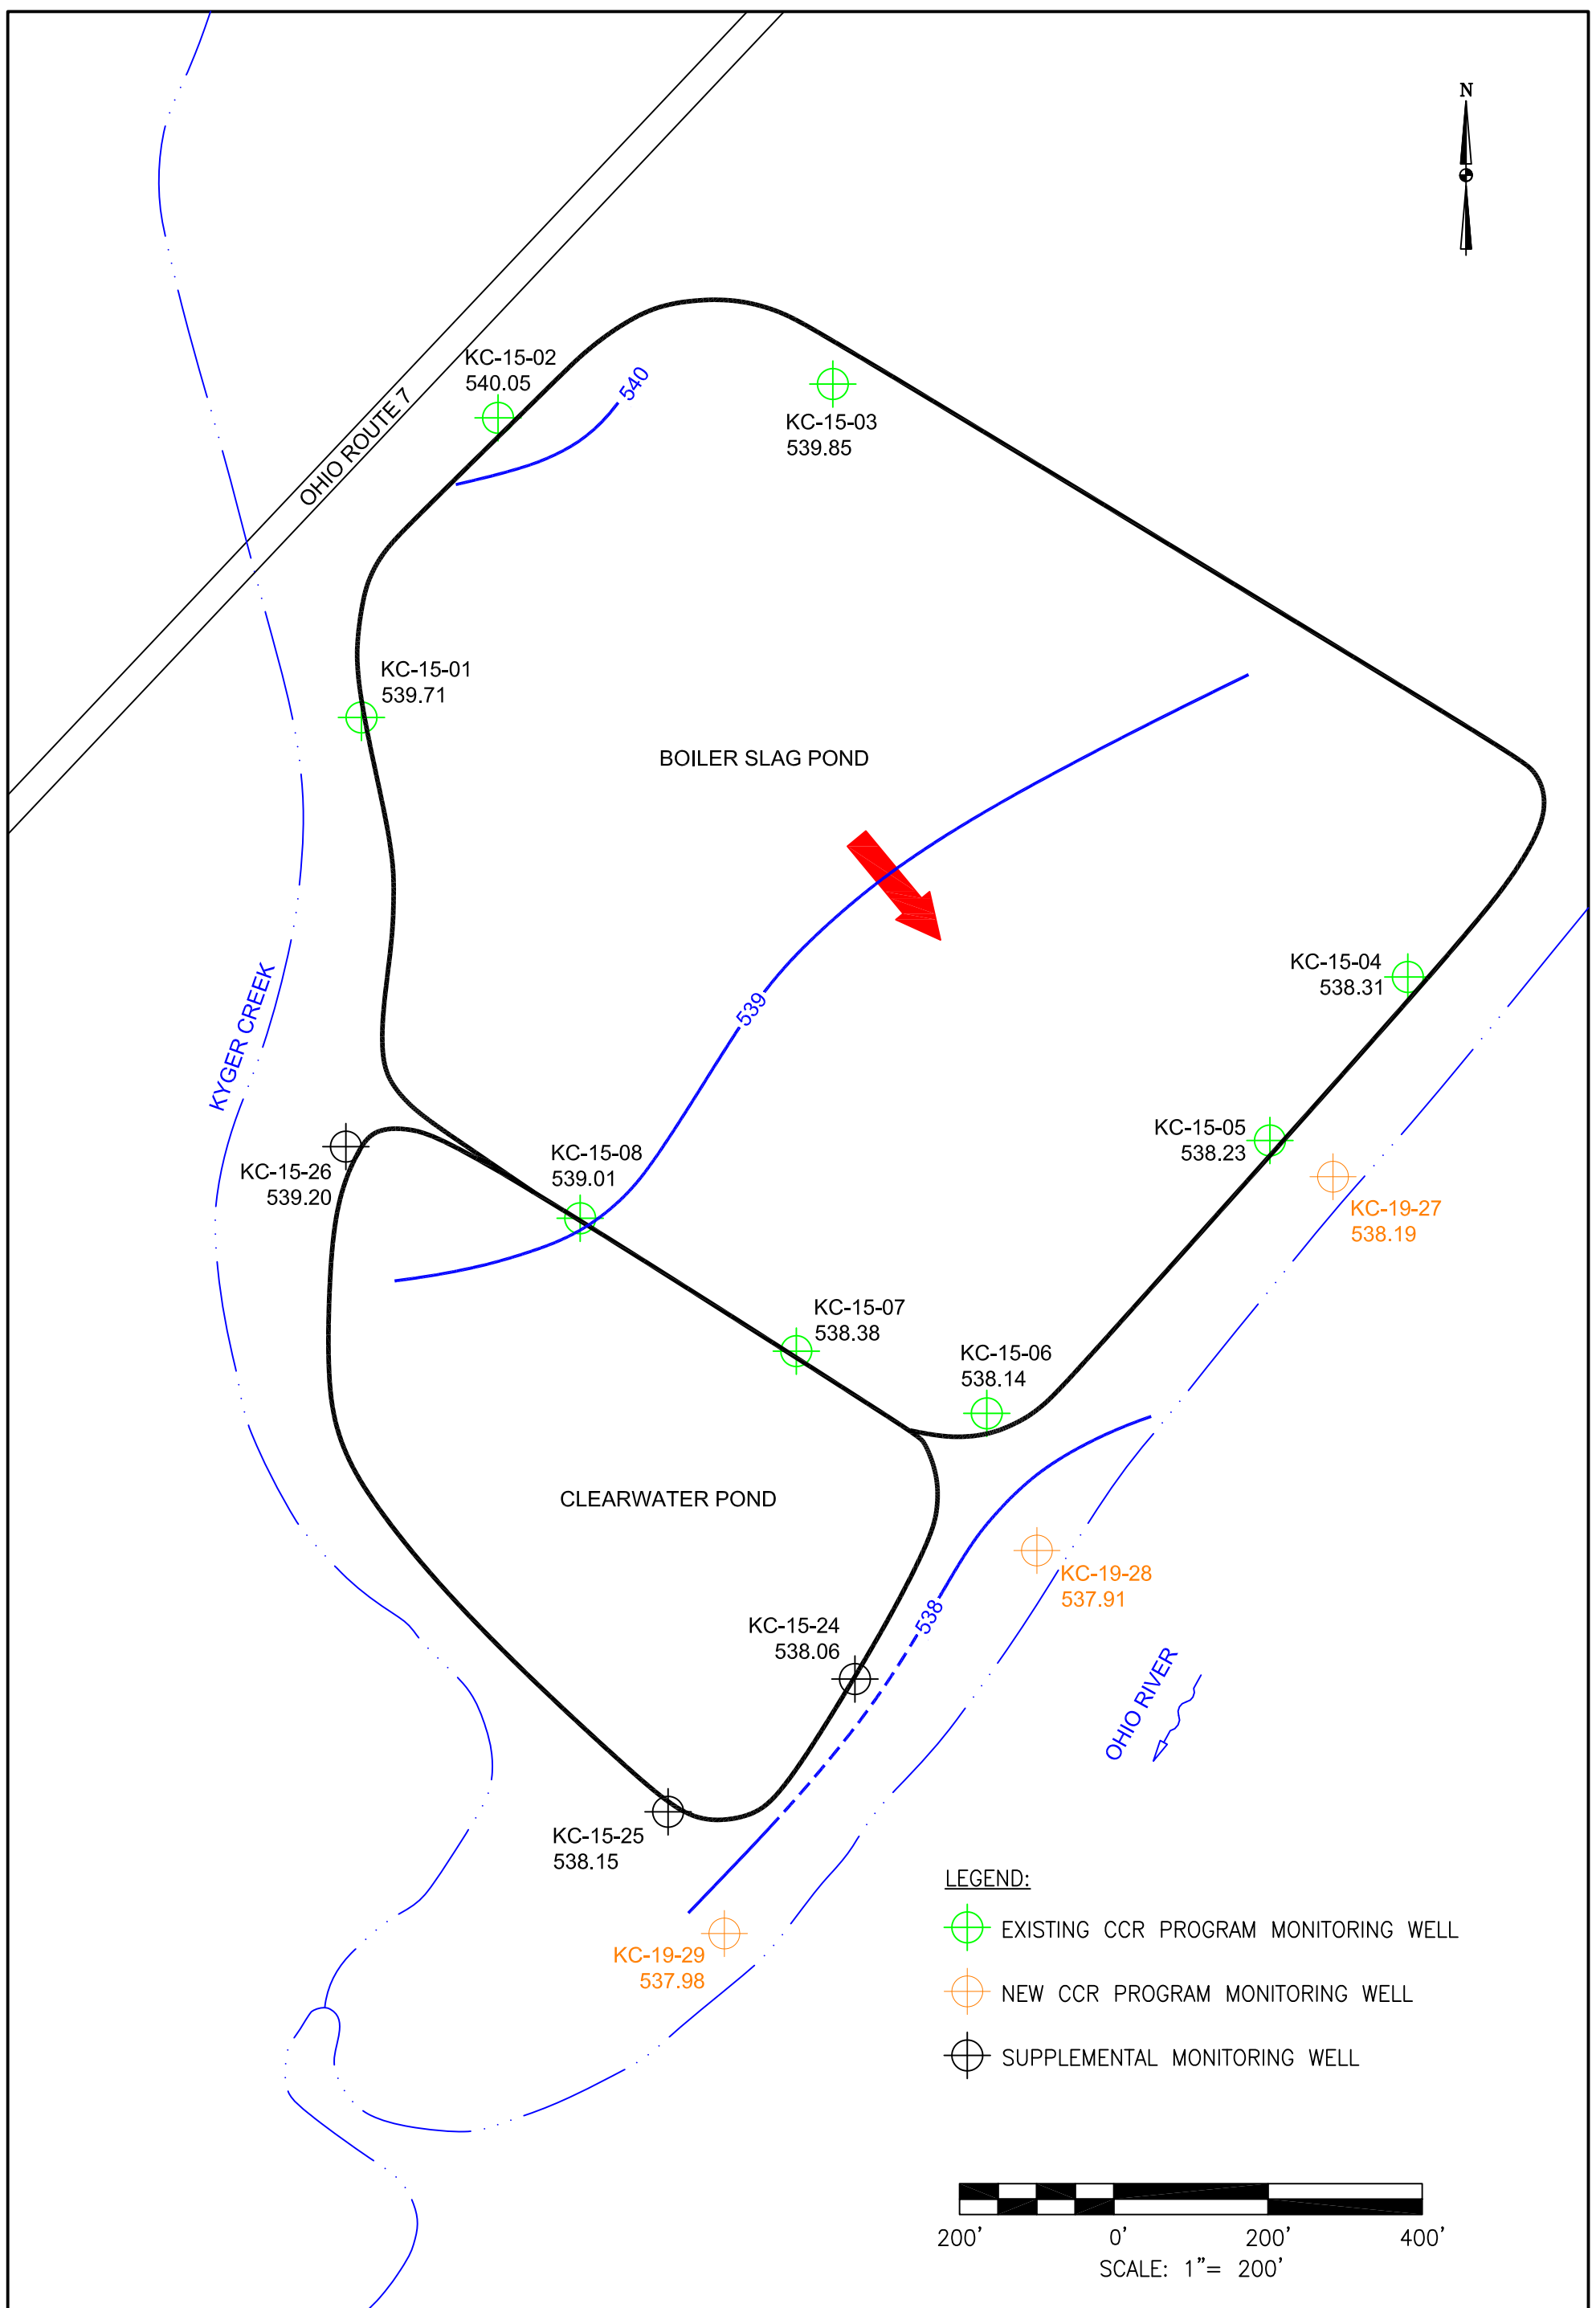 N
KC-15-02
540.05
540
KC-15-03
539.85
OHIO ROUTE 7
KC-15-01
539.71
BOILER SLAG POND
KC-15-04
538.31
539
KYGER CREEK
KC-15-05
538.23
KC-15-08
539.01
KC-15-26
539.20
KC-19-27
538.19
KC-15-07
538.38
KC-15-06
538.14
CLEARWATER POND
KC-19-28
537.91
538
KC-15-24
538.06
OHIO RIVER
KC-15-25
538.15
LEGEND:
EXISTING CCR PROGRAM MONITORING WELL
KC-19-29
537.98
NEW CCR PROGRAM MONITORING WELL
SUPPLEMENTAL MONITORING WELL
200' 0' 200' 400'
SCALE: 1"= 200'